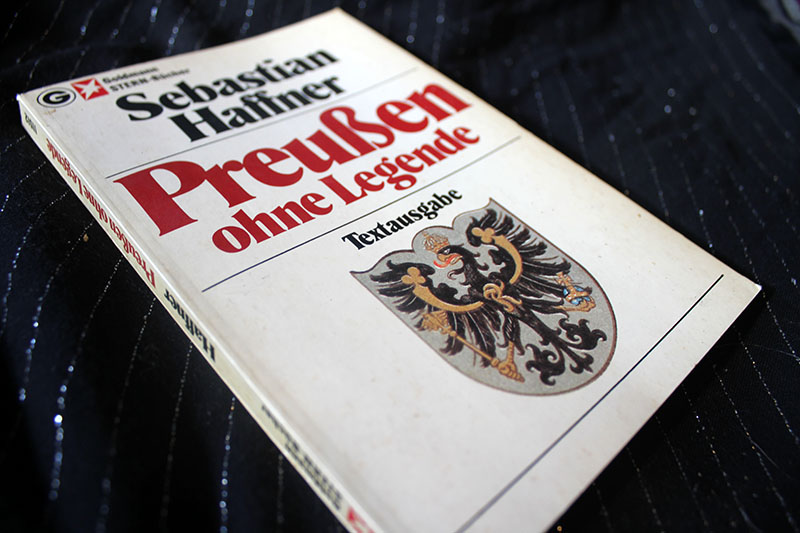 G
Goldmann
STERN-Bücher
Sebastian
Haffner
Preußen
ohne Legende
Textausgabe
Haffner Preußen ohne Legende